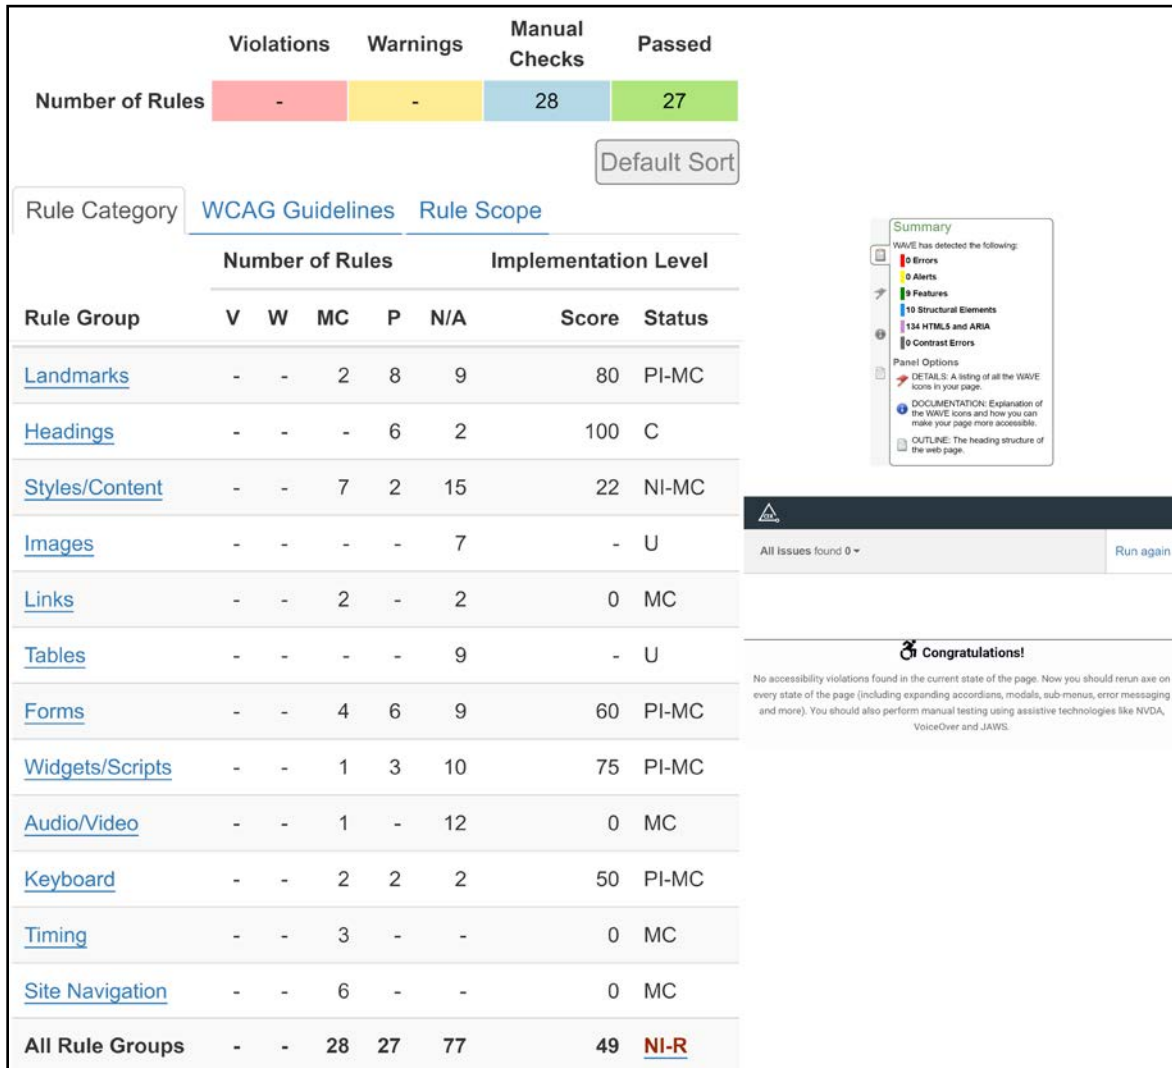 Violations Warnings Manual Checks Passed
Number of Rules - - 28 27
Default Sort
Rule Category WCAG Guidelines Rule Scope
Number of Rules Implementation Level
Rule Group V W MC P N/A Score Status
Landmarks - - 2 8 9 80 PI-MC
Headings - - - 6 2 100 C
Styles/Content - - 7 2 15 22 NI-MC
Images - - - - 7 - U
Links - - 2 - 2 0 MC
Tables - - - - 9 - U
Forms - - 4 6 9 60 PI-MC
Widgets/Scripts - - 1 3 10 75 PI-MC
Audio/Video - - 1 - 12 0 MC
Keyboard - - 2 2 2 50 PI-MC
Timing - - 3 - - 0 MC
Site Navigation - - 6 - - 0 MC
All Rule Groups - - 28 27 77 49 NI-R
Summary
WAVE has detected the following:
0 Errors
0 Alerts
9 Features
10 Structural Elements
134 HTML5 and ARIA
0 Contrast Errors
Panel Options
DETAILS: A listing of all the WAVE
icons in your page.
DOCUMENTATION: Explanation of
the WAVE icons and how you can
make your page more accessible.
OUTLINE: The heading structure of
the web page.
axe
All issues found 0
Run again
Congratulations!
No accessibility violations found in the current state of the page. Now you should rerun axe on
every state of the page (including expanding accordians, modals, sub-menus, error messaging
and more). You should also perform manual testing using assistive technologies like NVDA,
VoiceOver and JAWS.